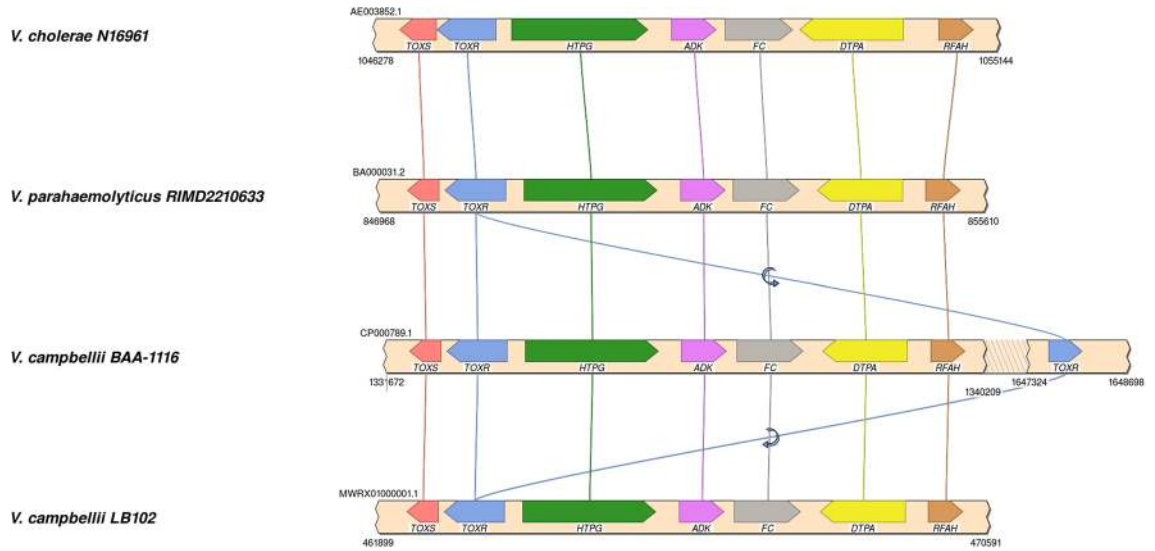 AE003852.1
V. cholerae N16961
TOXS TOXR HTPG ADK FC DTPA RFAH
1046278 1055144
BA000031.2
V. parahaemolyticus RIMD2210633
TOXS TOXR HTPG ADK FC DTPA RFAH
846968 855610
CP000789.1
V. campbellii BAA-1116
TOXS TOXR HTPG ADK FC DTPA RFAH TOXR
1331672 1340209 1647324 1648698
MWRX01000001.1
V. campbellii LB102
TOXS TOXR HTPG ADK FC DTPA RFAH
461899 470591